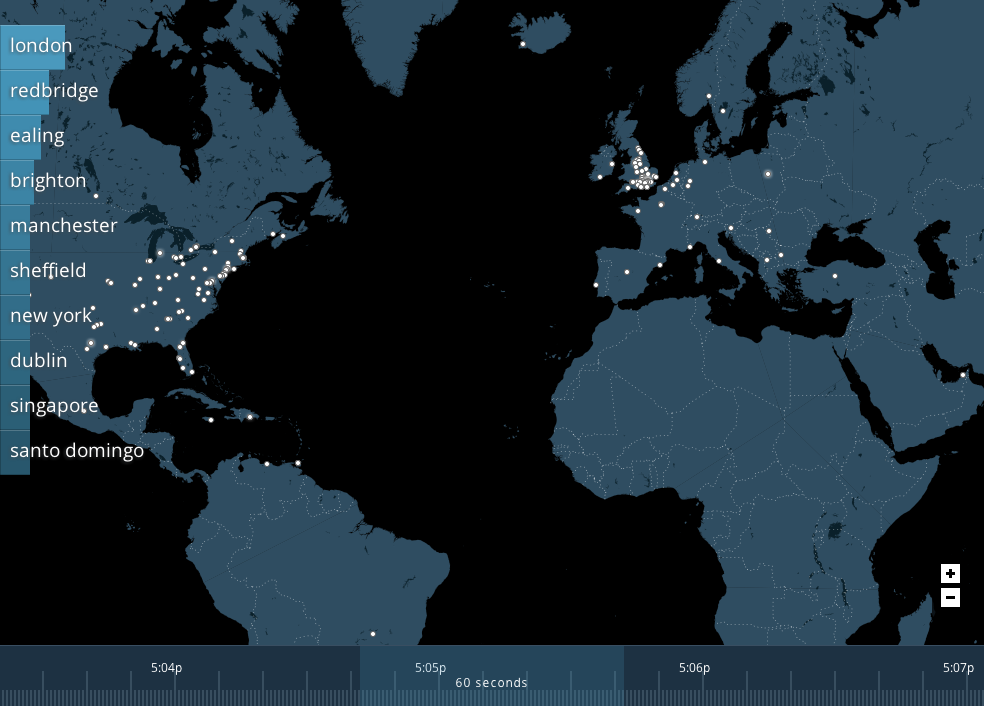 london
redbridge
ealing
brighton
manchester
sheffield
new york
dublin
singapore
santo domingo
+
−
5:04p 5:05p 5:06p 5:07p
60 seconds